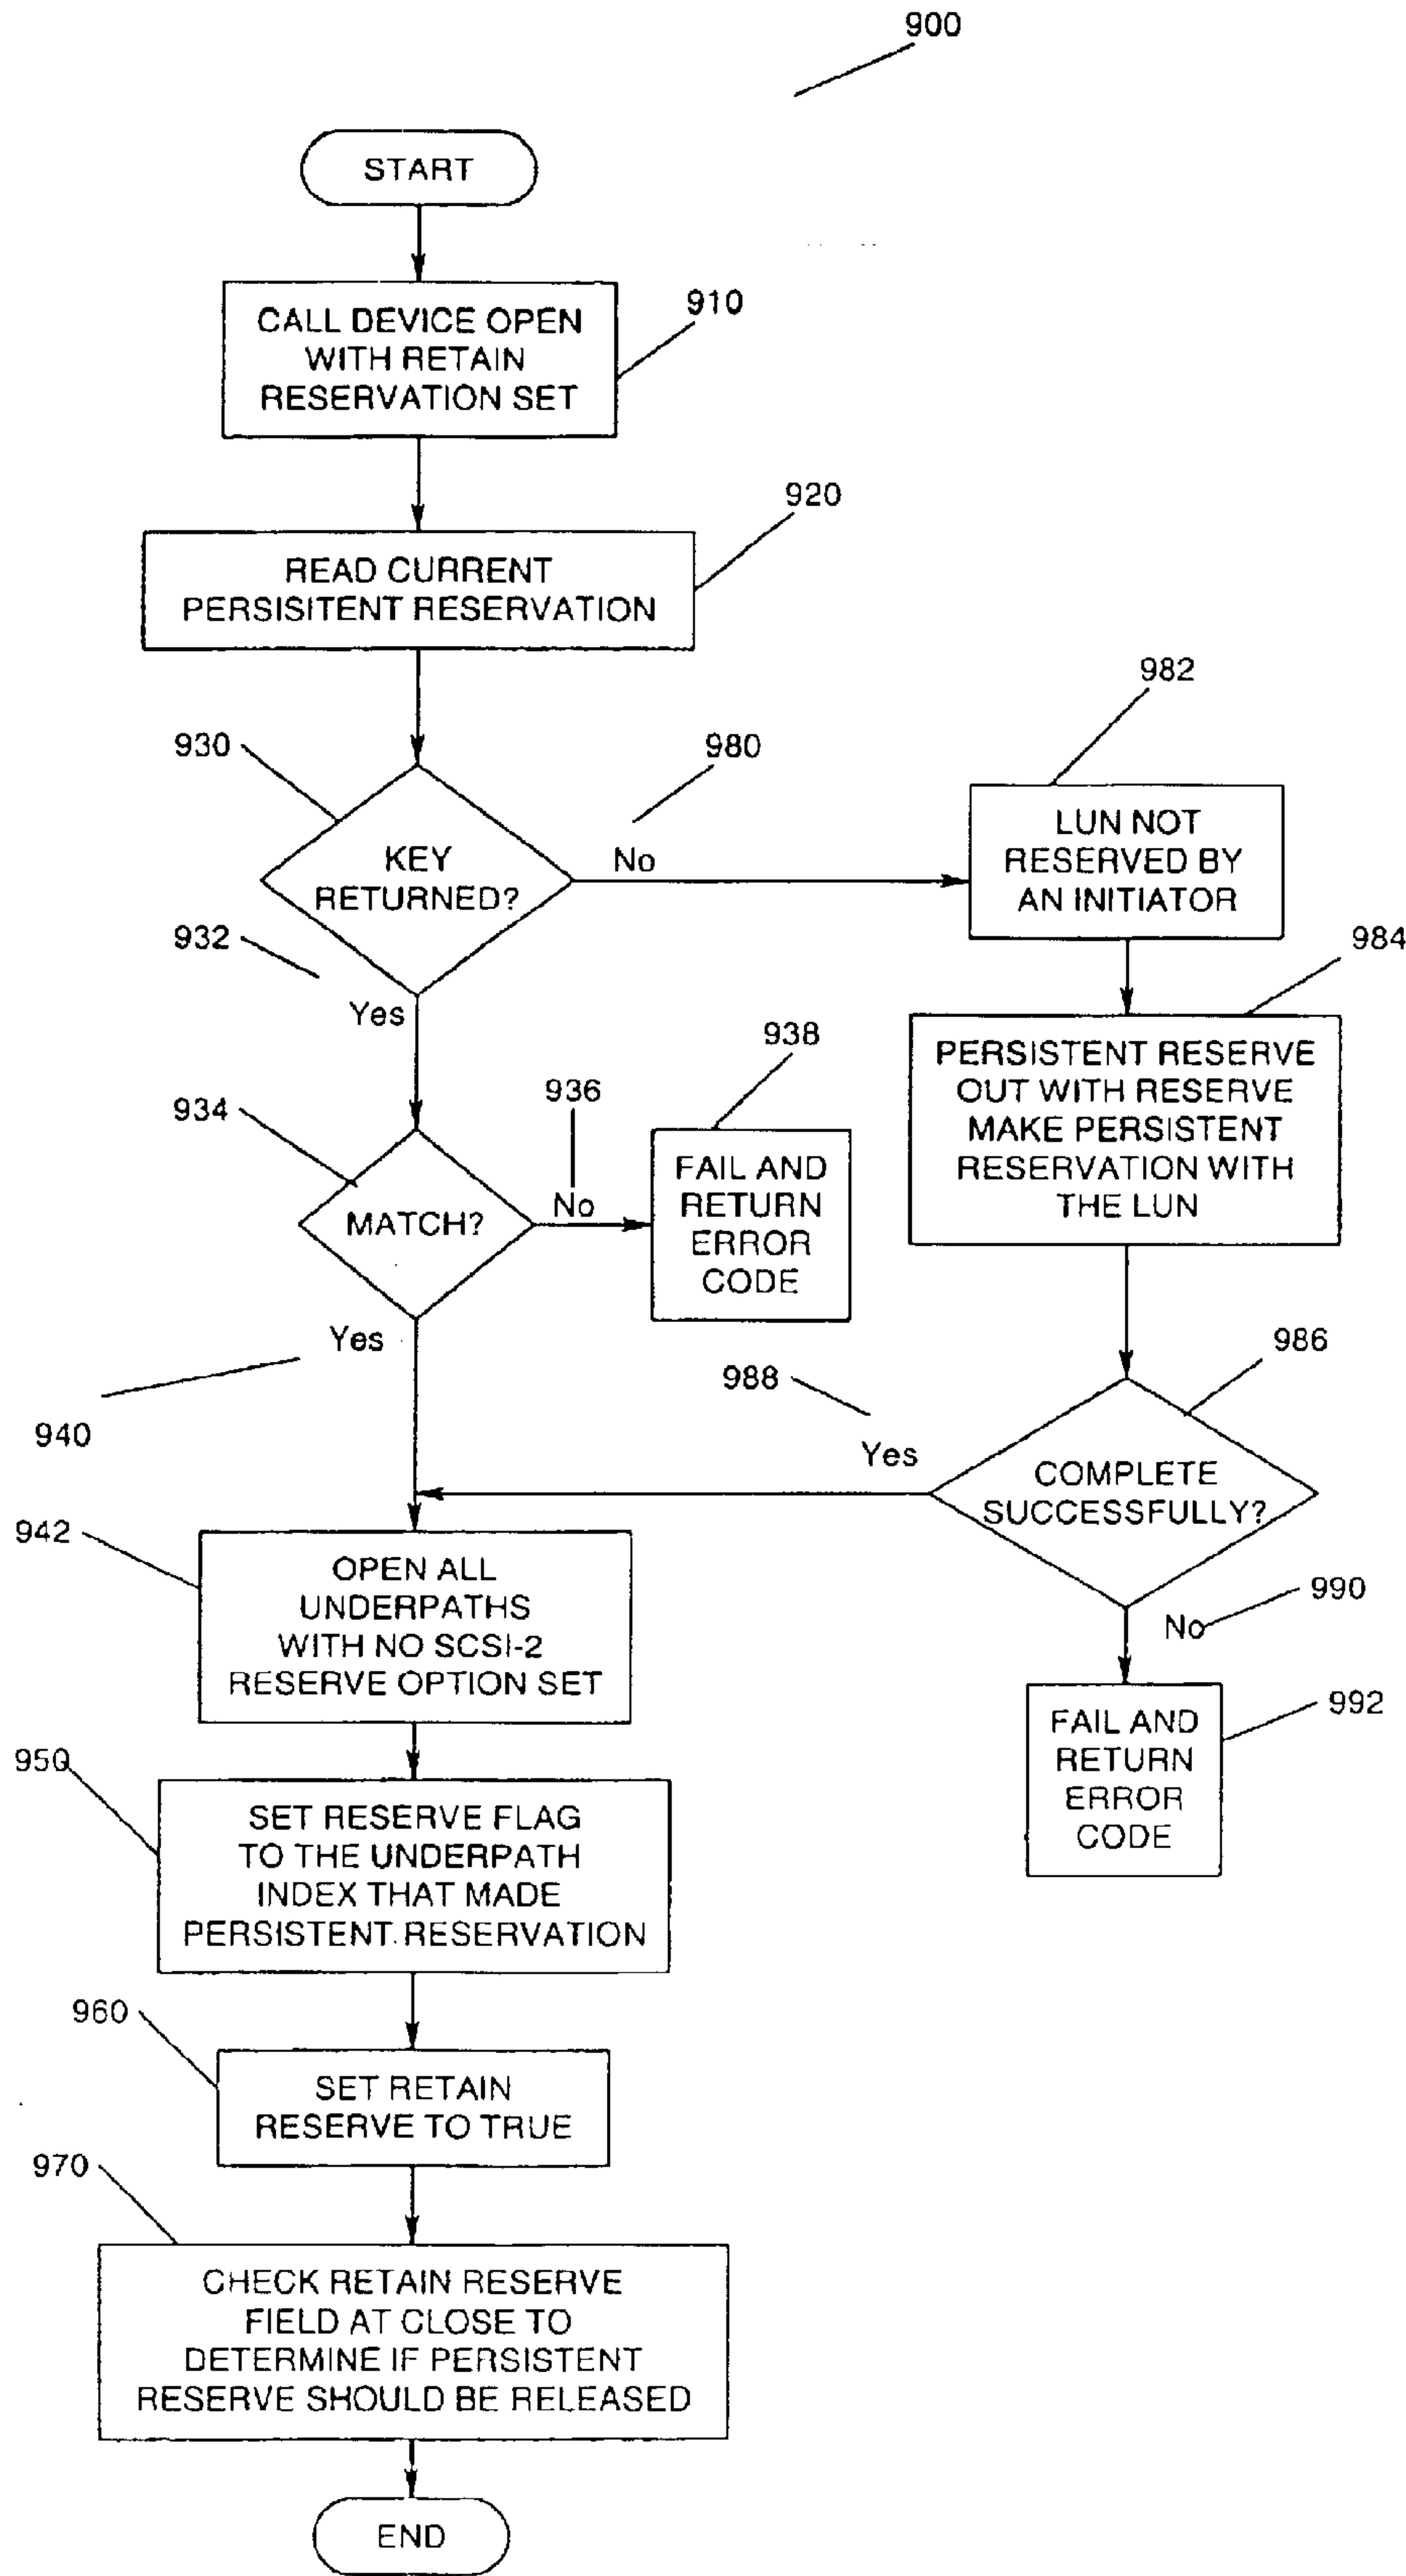 900
START
CALL DEVICE OPEN
WITH RETAIN
RESERVATION SET
910
920
READ CURRENT
PERSISITENT RESERVATION
930
KEY
RETURNED?
980
No
982
LUN NOT
RESERVED BY
AN INITIATOR
932
Yes
984
PERSISTENT RESERVE
OUT WITH RESERVE
MAKE PERSISTENT
RESERVATION WITH
THE LUN
934
MATCH?
936
No
938
FAIL AND
RETURN
ERROR
CODE
Yes
940
986
COMPLETE
SUCCESSFULLY?
988
Yes
990
No
992
FAIL AND
RETURN
ERROR
CODE
942
OPEN ALL
UNDERPATHS
WITH NO SCSI-2
RESERVE OPTION SET
950
SET RESERVE FLAG
TO THE UNDERPATH
INDEX THAT MADE
PERSISTENT RESERVATION
960
SET RETAIN
RESERVE TO TRUE
970
CHECK RETAIN RESERVE
FIELD AT CLOSE TO
DETERMINE IF PERSISTENT
RESERVE SHOULD BE RELEASED
END